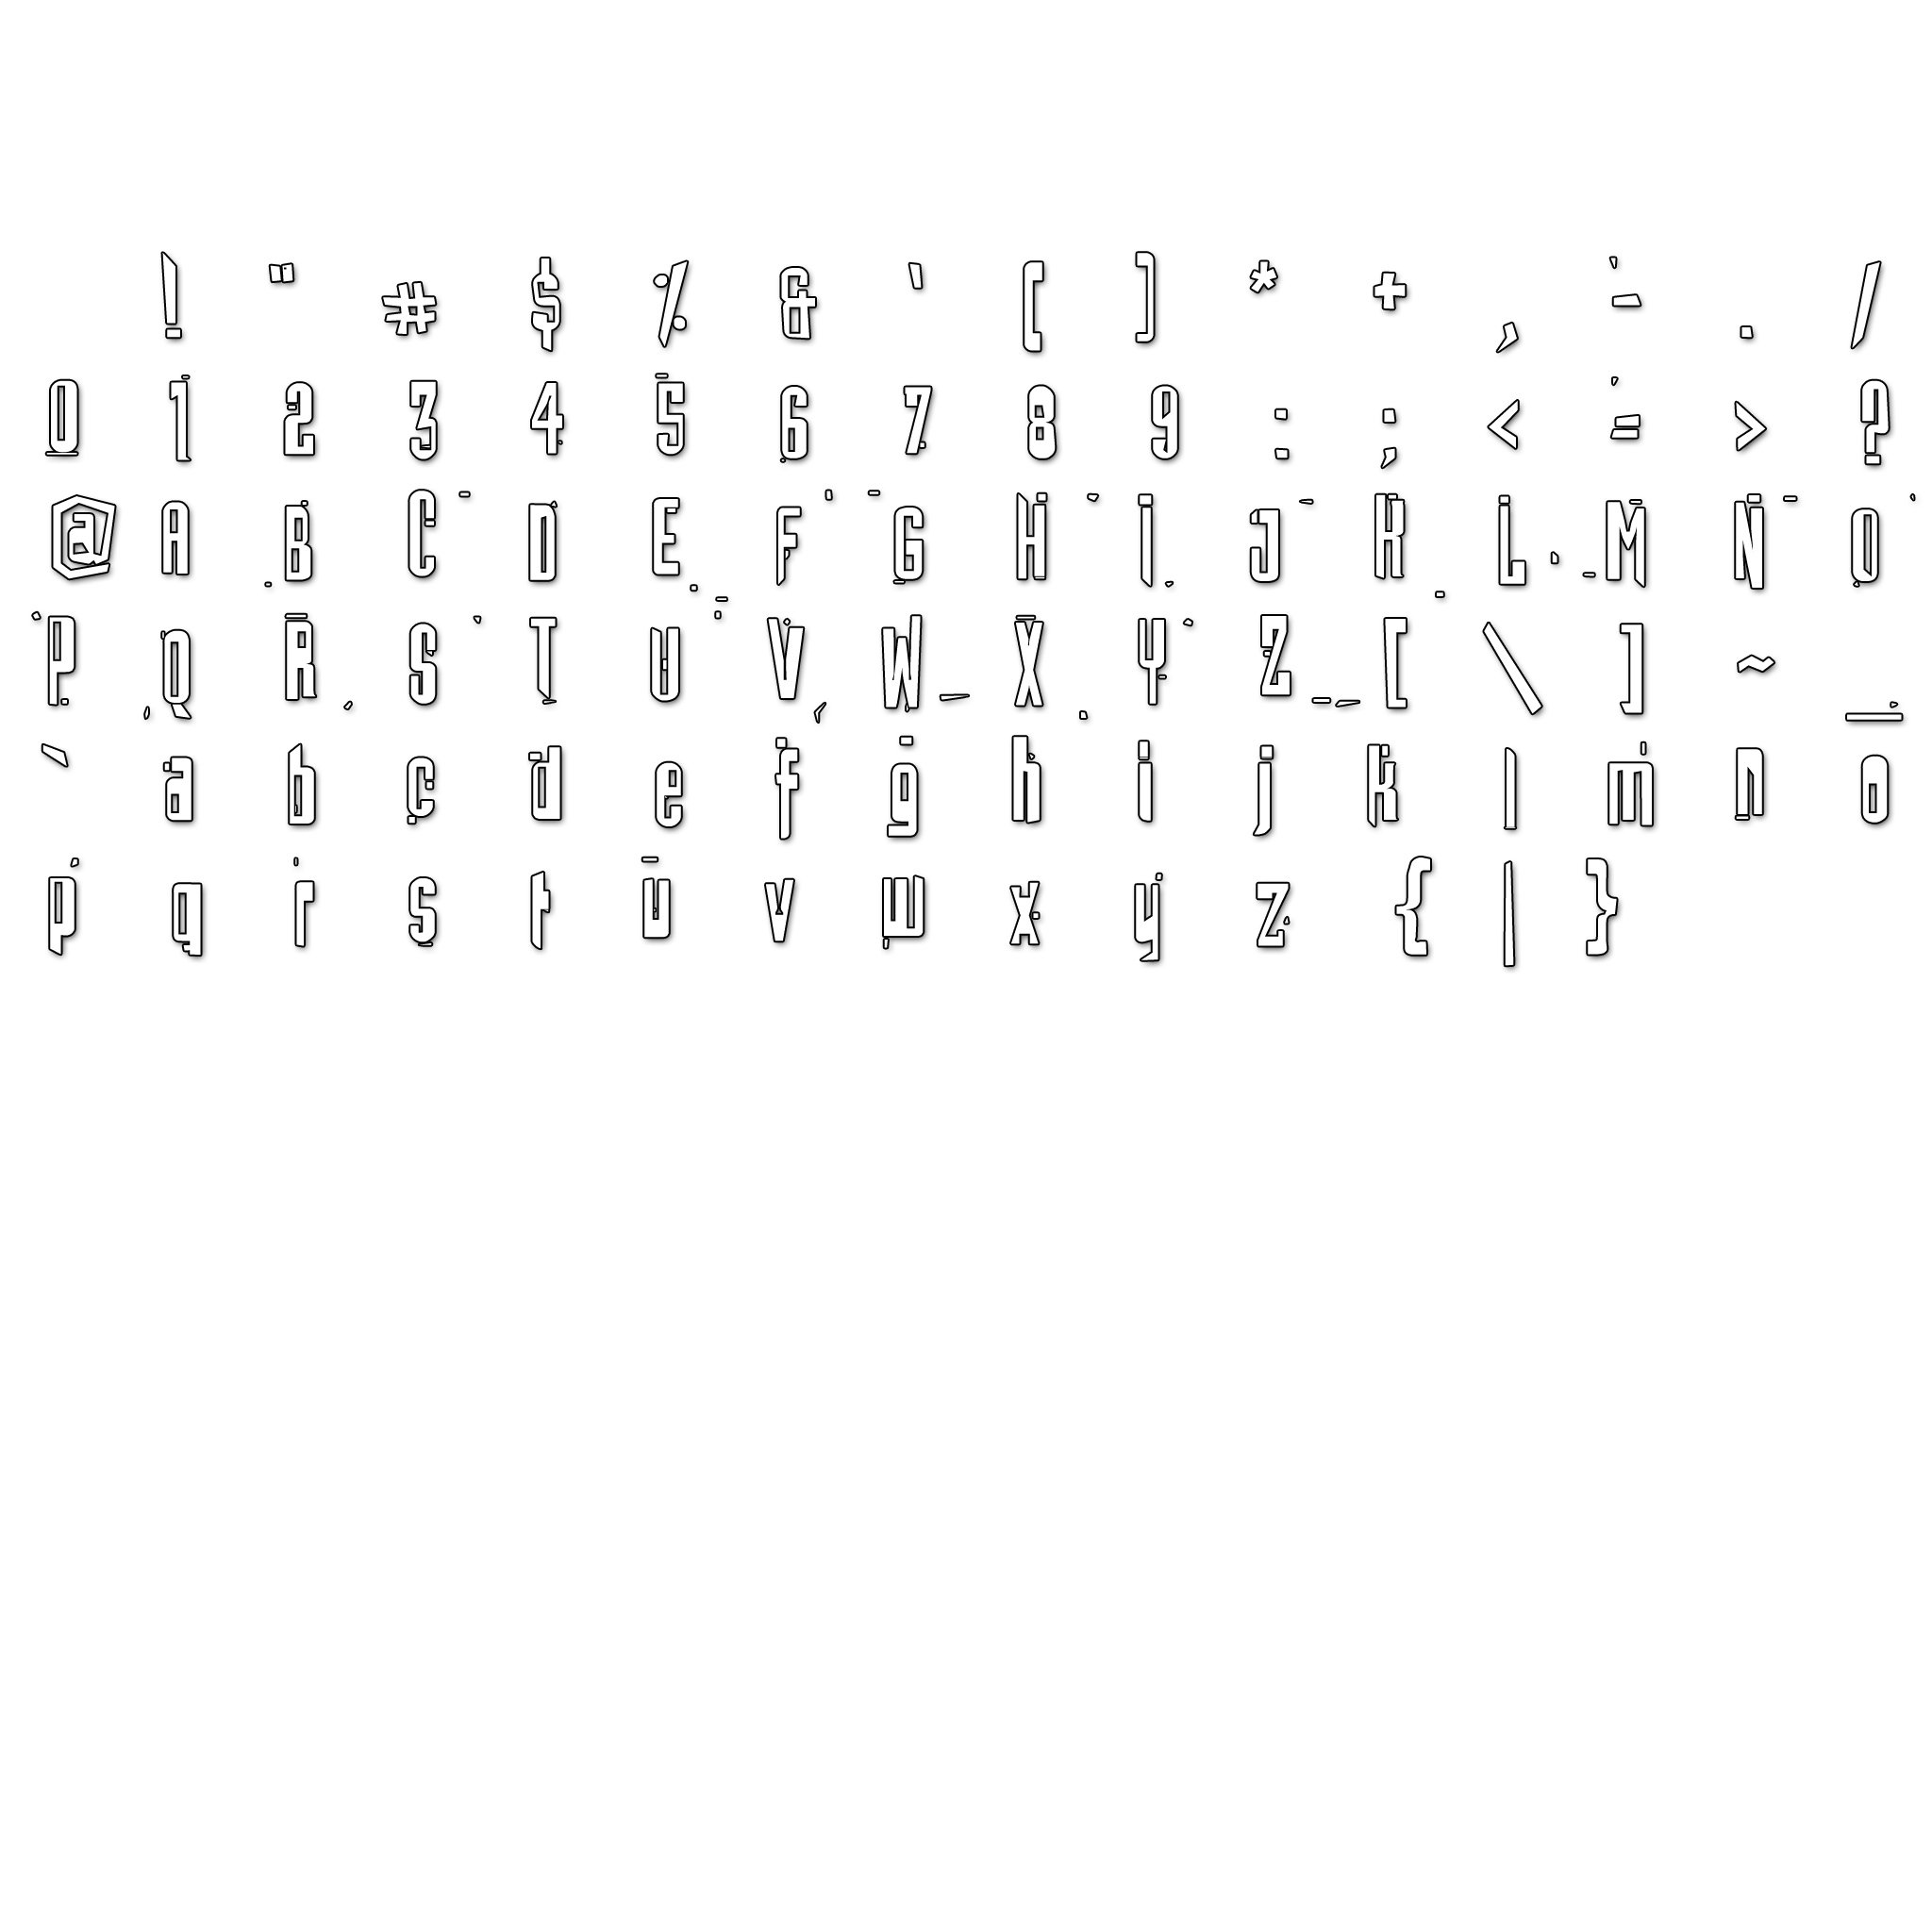 ! " # $ % & ' [ ] * + , - . /
0 1 2 3 4 5 6 7 8 9 : ; < = > ?
@ A B C D E F G H I J K L M N O
P Q R S T U V W X Y Z [ \ ] ~ _
` a b c d e f g h i j k l m n o
p q r s t u v w x y z { | }